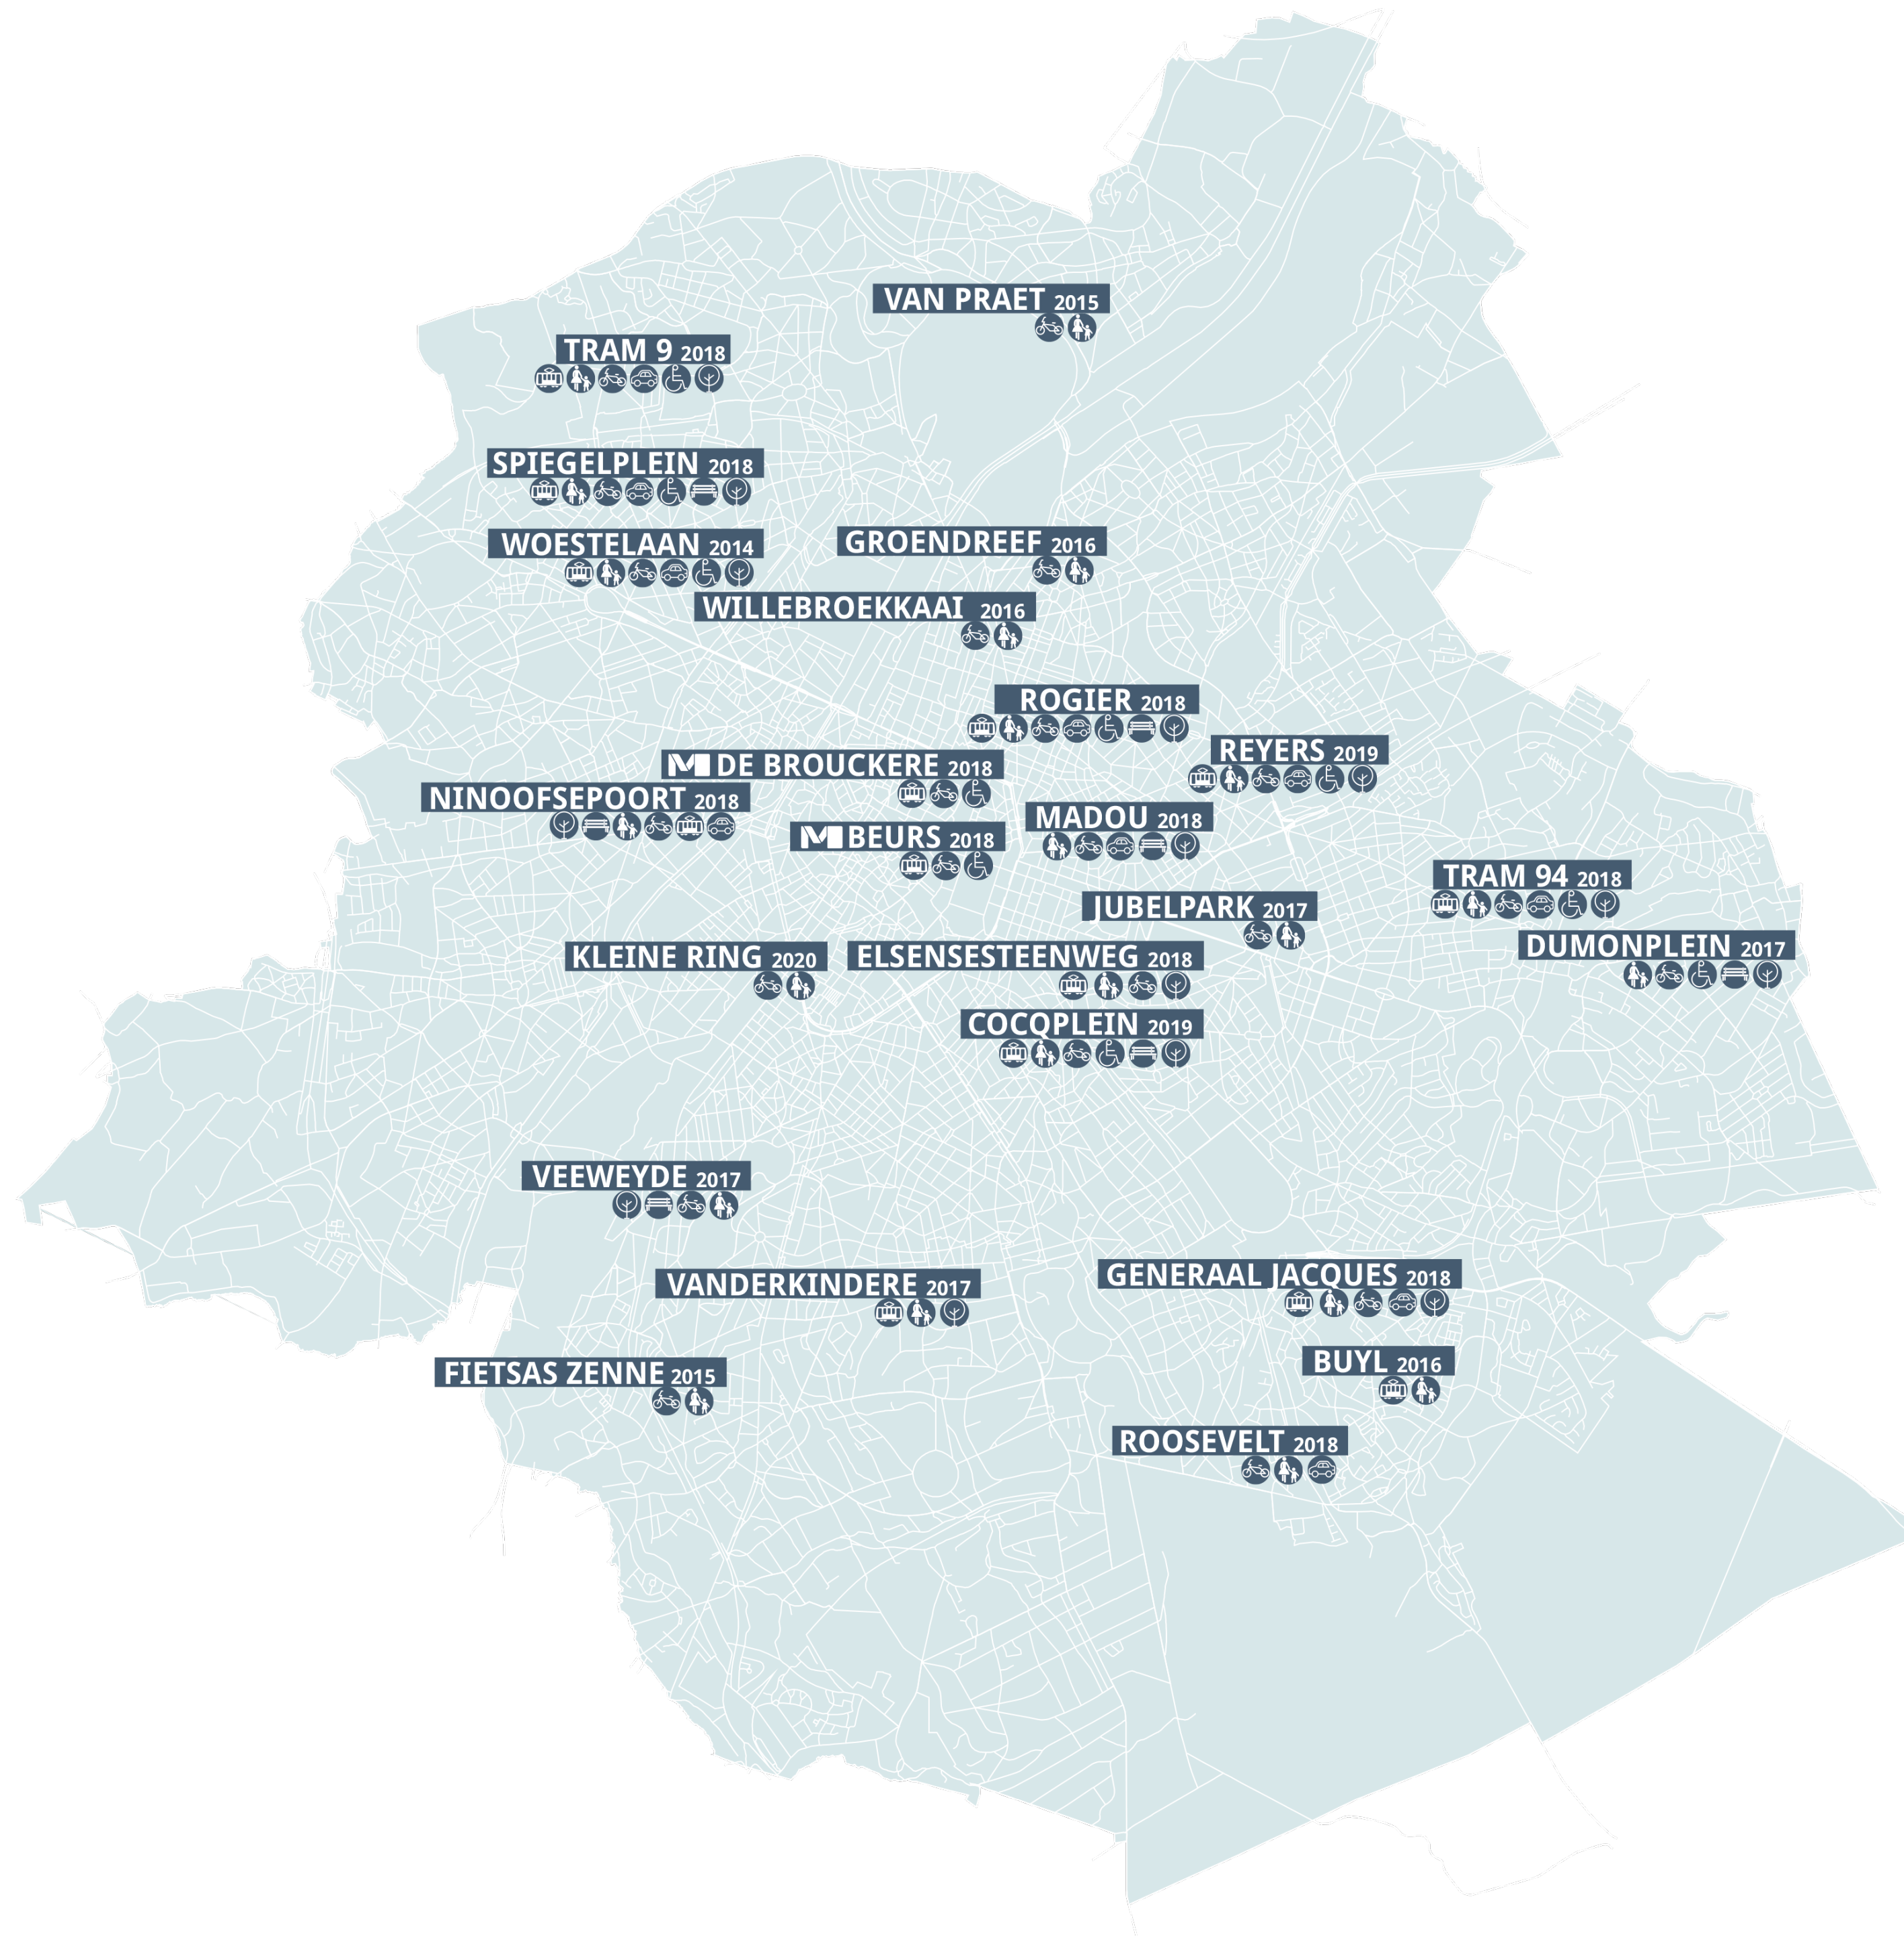 VAN PRAET 2015
TRAM 9 2018
SPIEGELPLEIN 2018
WOESTELAAN 2014
GROENDREEF 2016
WILLEBROEKKAAI 2016
ROGIER 2018
REYERS 2019
M DE BROUCKERE 2018
NINOOFSEPOORT 2018
MADOU 2018
M BEURS 2018
TRAM 94 2018
JUBELPARK 2017
DUMONPLEIN 2017
KLEINE RING 2020
ELSENSESTEENWEG 2018
COCQPLEIN 2019
VEEWEYDE 2017
GENERAAL JACQUES 2018
VANDERKINDERE 2017
BUYL 2016
FIETSAS ZENNE 2015
ROOSEVELT 2018